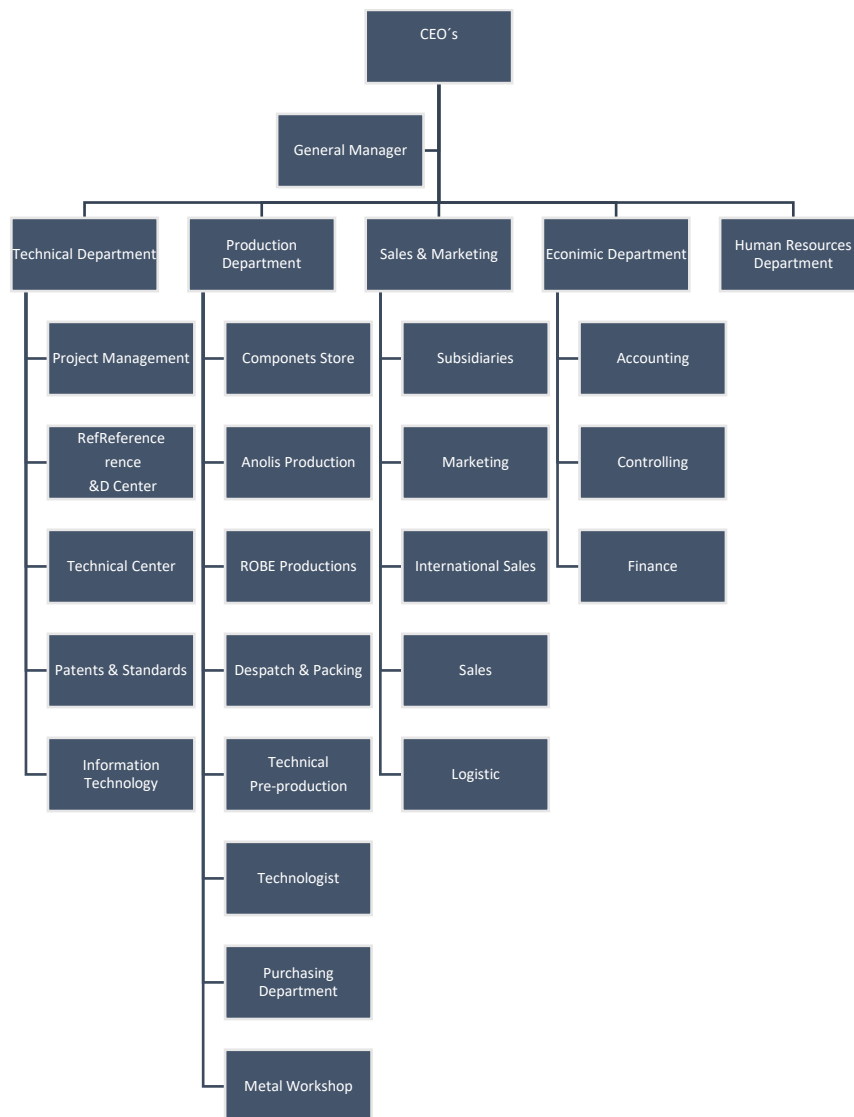 CEO´s
General Manager
Technical Department
Production
Department
Sales & Marketing
Econimic Department
Human Resources
Department
Project Management
RefReference
rence
&D Center
Technical Center
Patents & Standards
Information
Technology
Componets Store
Anolis Production
ROBE Productions
Despatch & Packing
Technical
Pre-production
Technologist
Purchasing
Department
Metal Workshop
Subsidiaries
Marketing
International Sales
Sales
Logistic
Accounting
Controlling
Finance